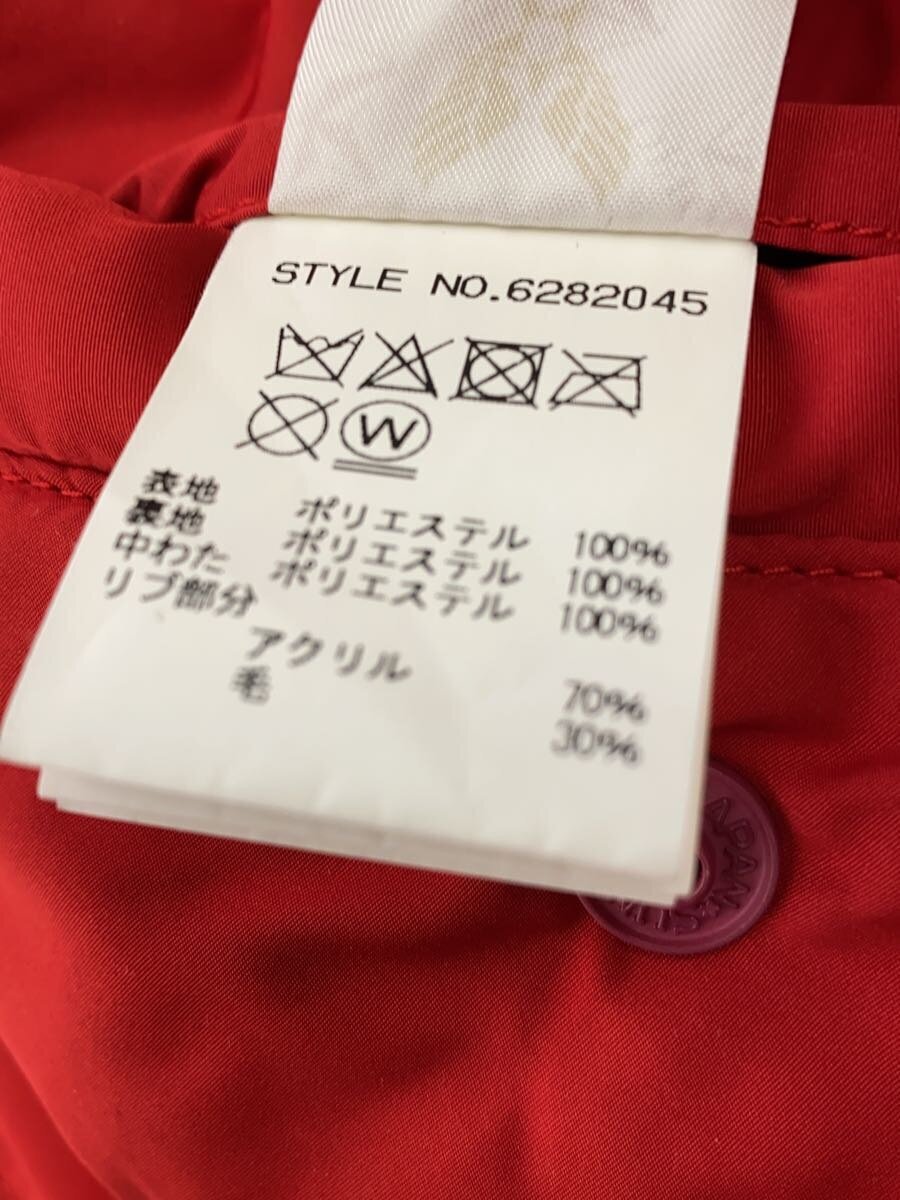 STYLE NO.6282045
W
表地 ポリエステル 100%
裏地 ポリエステル 100%
中わた ポリエステル 100%
リブ部分
アクリル 70%
毛 30%